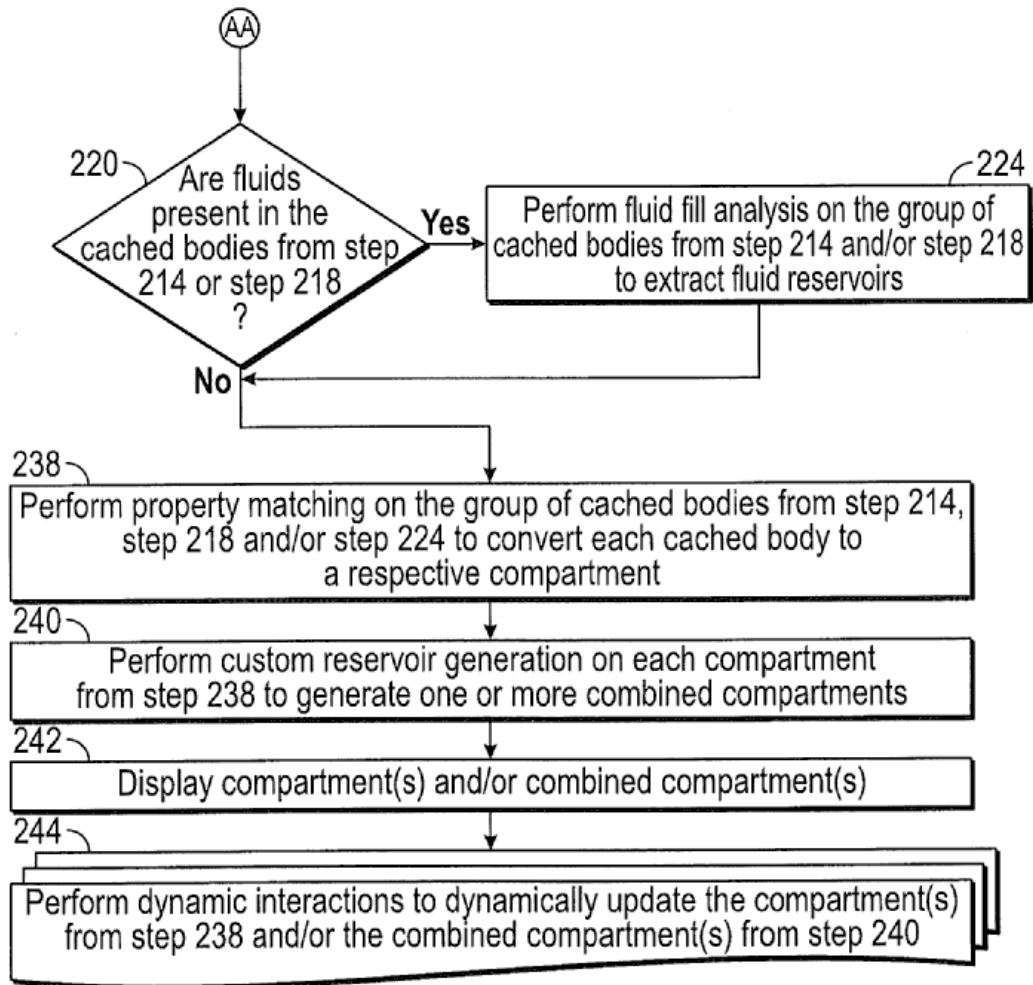 AA
220
Are fluids
present in the
cached bodies from step
214 or step 218
?
Yes
224
Perform fluid fill analysis on the group of
cached bodies from step 214 and/or step 218
to extract fluid reservoirs
No
238
Perform property matching on the group of cached bodies from step 214,
step 218 and/or step 224 to convert each cached body to
a respective compartment
240
Perform custom reservoir generation on each compartment
from step 238 to generate one or more combined compartments
242
Display compartment(s) and/or combined compartment(s)
244
Perform dynamic interactions to dynamically update the compartment(s)
from step 238 and/or the combined compartment(s) from step 240